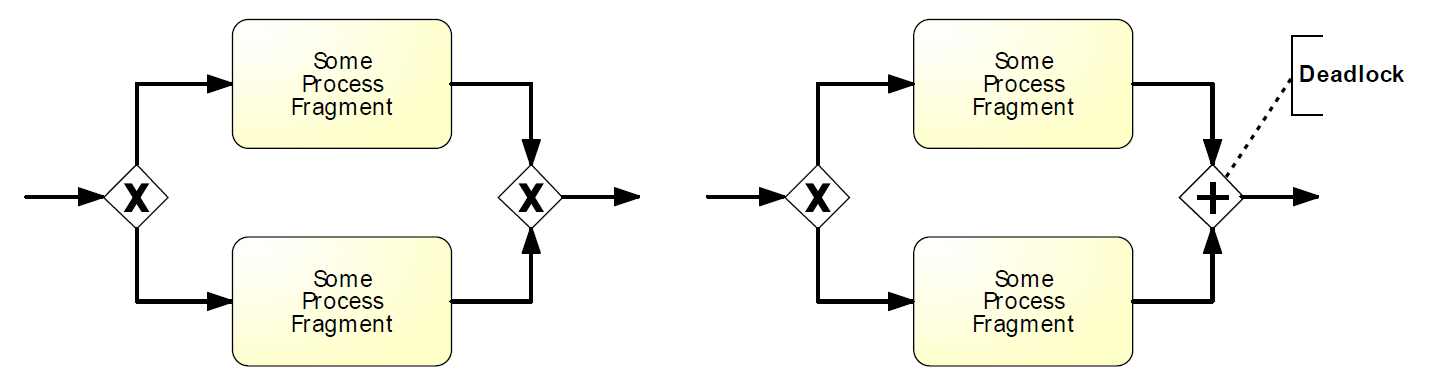 Some
Process
Fragment
Some
Process
Fragment
Deadlock
X
X
X
+
Some
Process
Fragment
Some
Process
Fragment